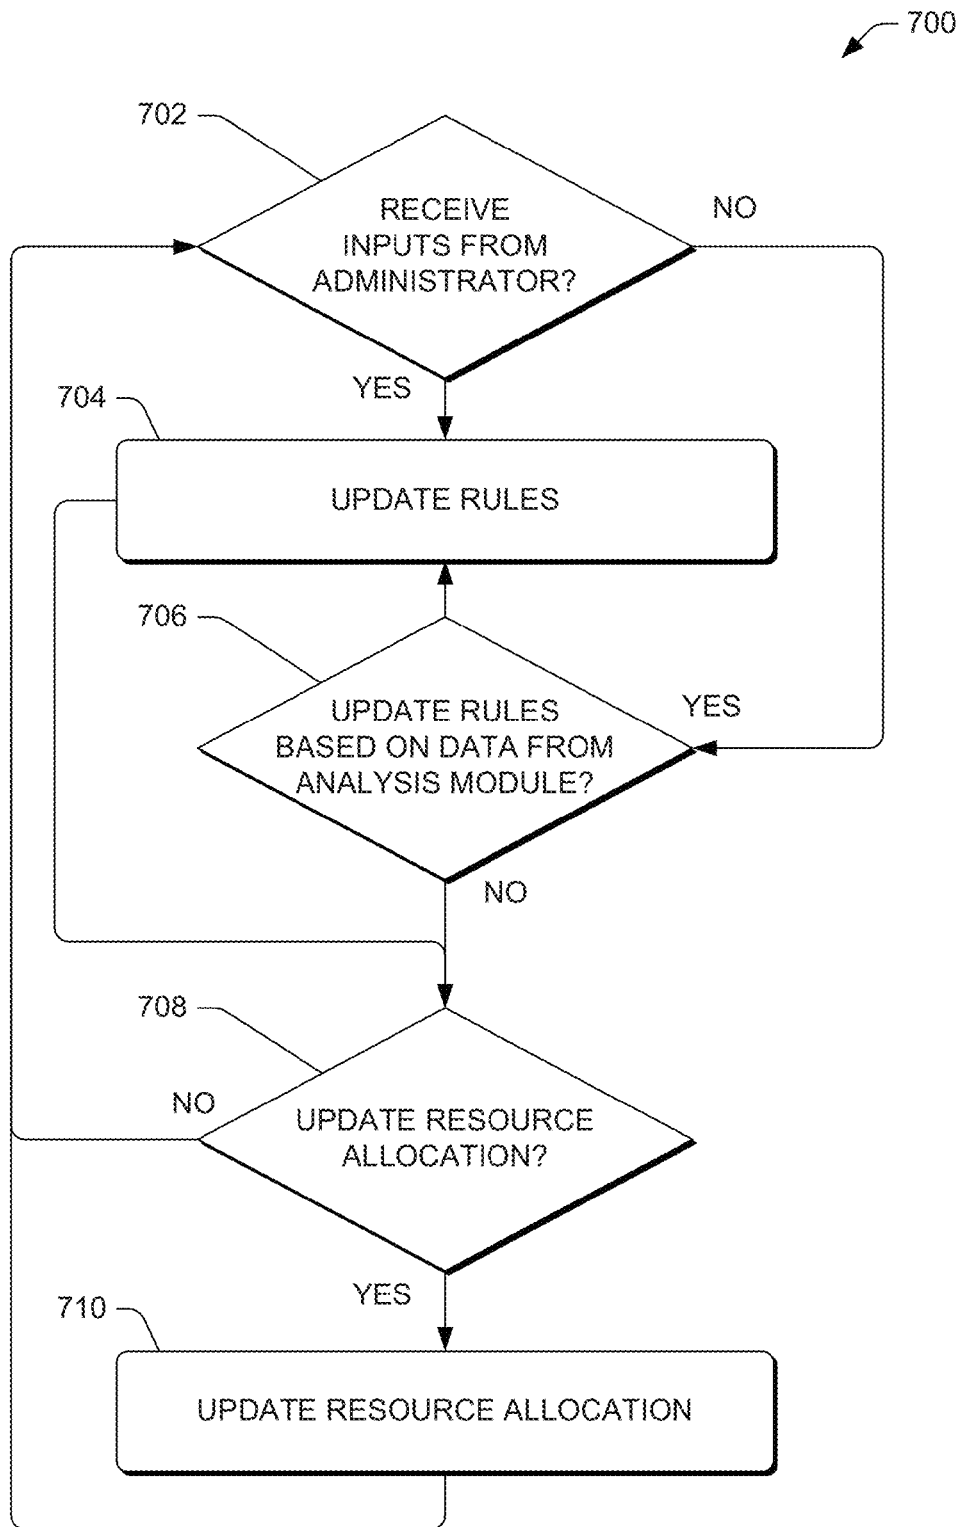 700
702
RECEIVE
INPUTS FROM
ADMINISTRATOR?
NO
YES
704
UPDATE RULES
706
UPDATE RULES
BASED ON DATA FROM
ANALYSIS MODULE?
YES
NO
708
NO
UPDATE RESOURCE
ALLOCATION?
YES
710
UPDATE RESOURCE ALLOCATION